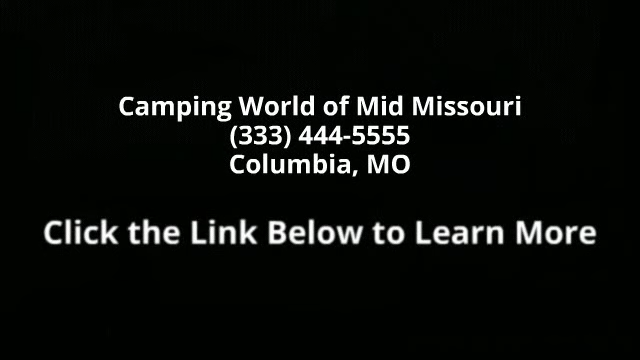 Camping World of Mid Missouri
(333) 444-5555
Columbia, MO
Click the Link Below to Learn More